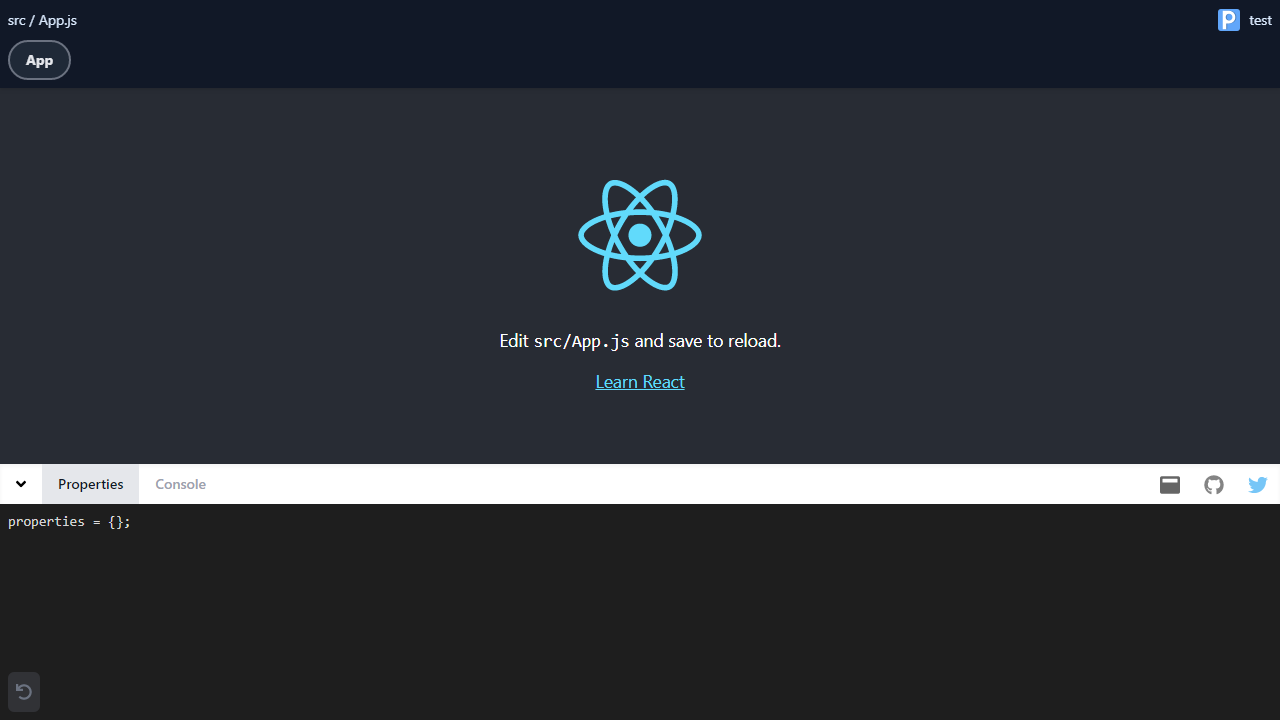 src / App.js
P test
App
Edit src/App.js and save to reload.
Learn React
Properties Console
properties = {};